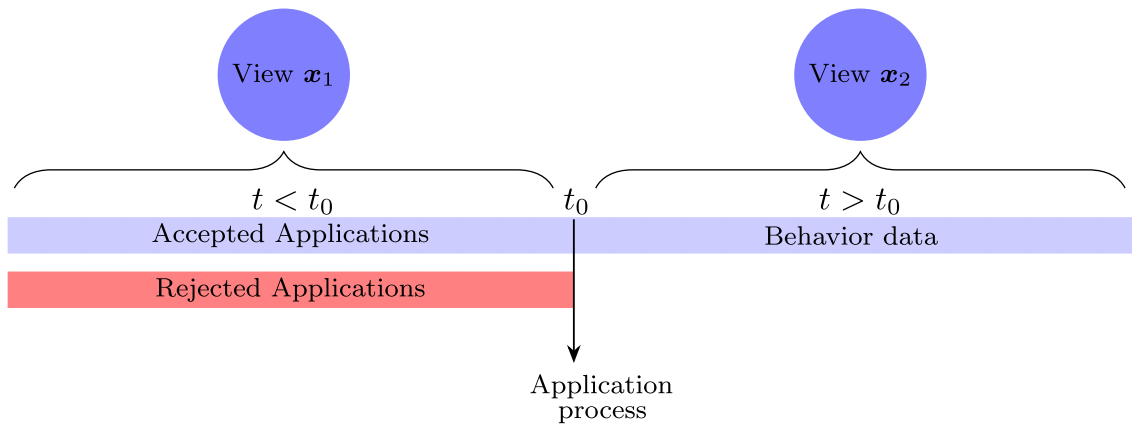 View x₁
View x₂
t < t₀
t₀
t > t₀
Accepted Applications
Behavior data
Rejected Applications
Application
process